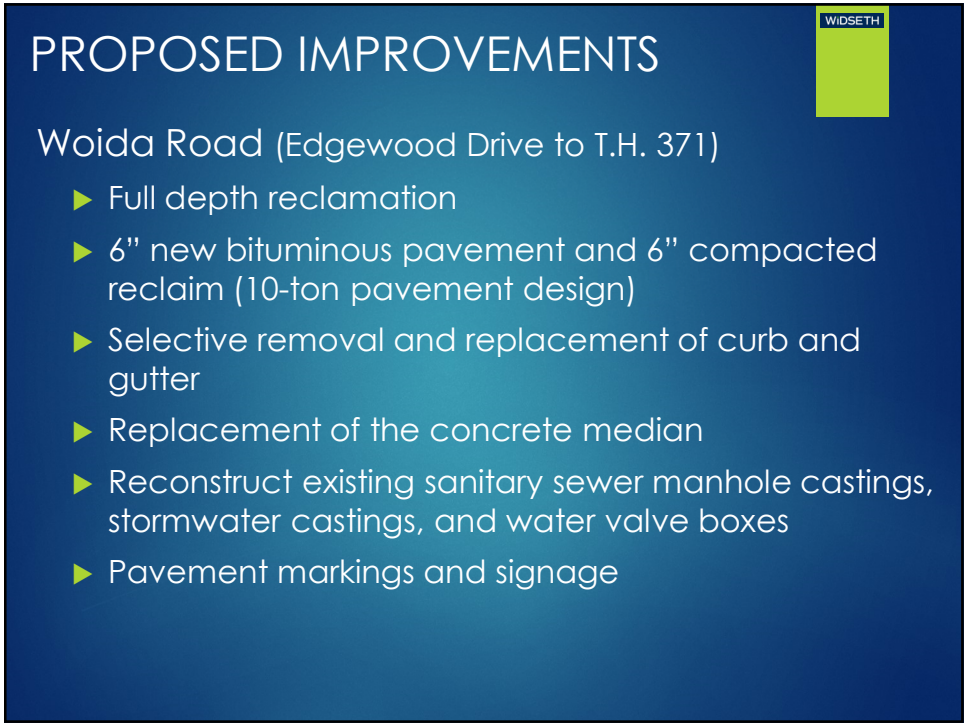 WiDSETH
PROPOSED IMPROVEMENTS
Woida Road (Edgewood Drive to T.H. 371)
Full depth reclamation
6” new bituminous pavement and 6” compacted
reclaim (10-ton pavement design)
Selective removal and replacement of curb and
gutter
Replacement of the concrete median
Reconstruct existing sanitary sewer manhole castings,
stormwater castings, and water valve boxes
Pavement markings and signage